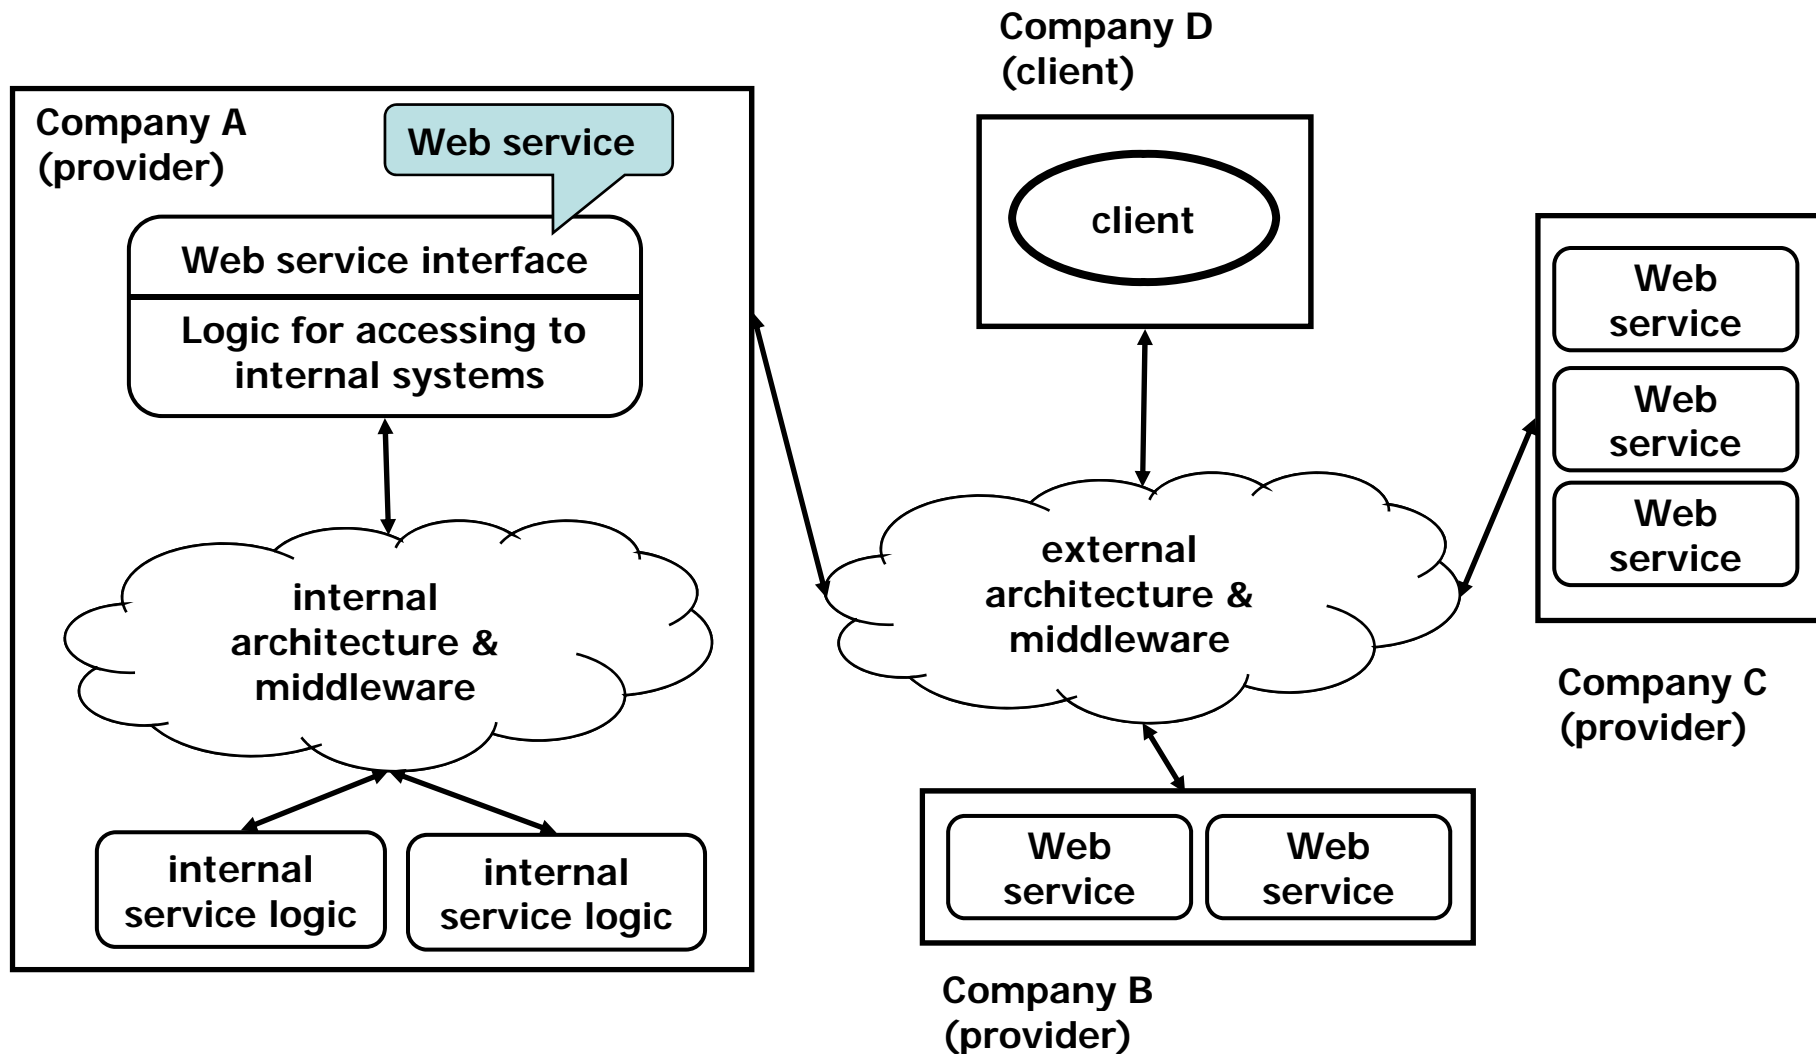 Company A
(provider)
Web service
Web service interface
Logic for accessing to
internal systems
internal
architecture &
middleware
internal
service logic
internal
service logic
Company D
(client)
client
external
architecture &
middleware
Web
service
Web
service
Web
service
Company C
(provider)
Web
service
Web
service
Company B
(provider)